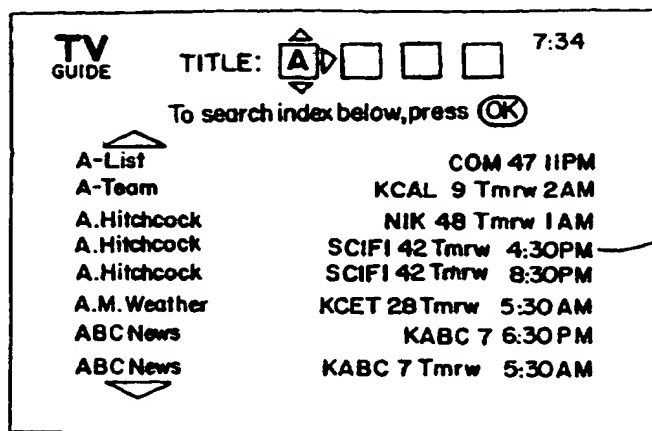 TV GUIDE TITLE: A 7:34
To search index below, press OK
A-List COM 47 11PM
A-Team KCAL 9 Tmrw 2AM
A.Hitchcock NIK 48 Tmrw 1AM
A.Hitchcock SCIFI 42 Tmrw 4:30PM
A.Hitchcock SCIFI 42 Tmrw 8:30PM
A.M.Weather KCET 28 Tmrw 5:30AM
ABC News KABC 7 6:30PM
ABC News KABC 7 Tmrw 5:30AM